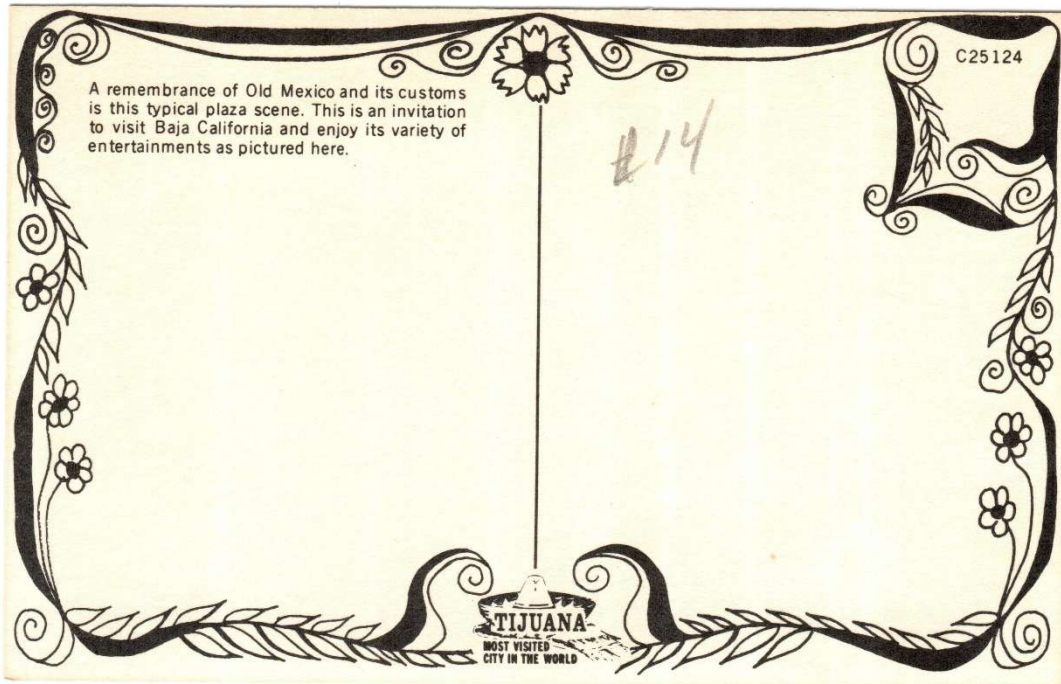 C25124
A remembrance of Old Mexico and its customs
is this typical plaza scene. This is an invitation
to visit Baja California and enjoy its variety of
entertainments as pictured here.
#14
TIJUANA
MOST VISITED
CITY IN THE WORLD